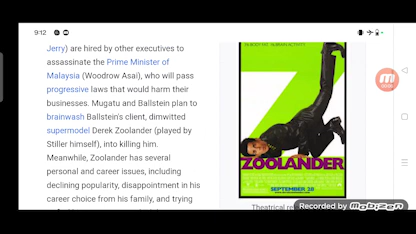 9:12
Jerry) are hired by other executives to
assassinate the Prime Minister of
Malaysia (Woodrow Asai), who will pass
progressive laws that would harm their
businesses. Mugatu and Ballstein plan to
brainwash Ballstein's client, dimwitted
supermodel Derek Zoolander (played by
Stiller himself), into killing him.
Meanwhile, Zoolander has several
personal and career issues, including
declining popularity, disappointment in his
career choice from his family, and trying
ZOOLANDER
SEPTEMBER 28
Theatrical
Recorded by Mobizen